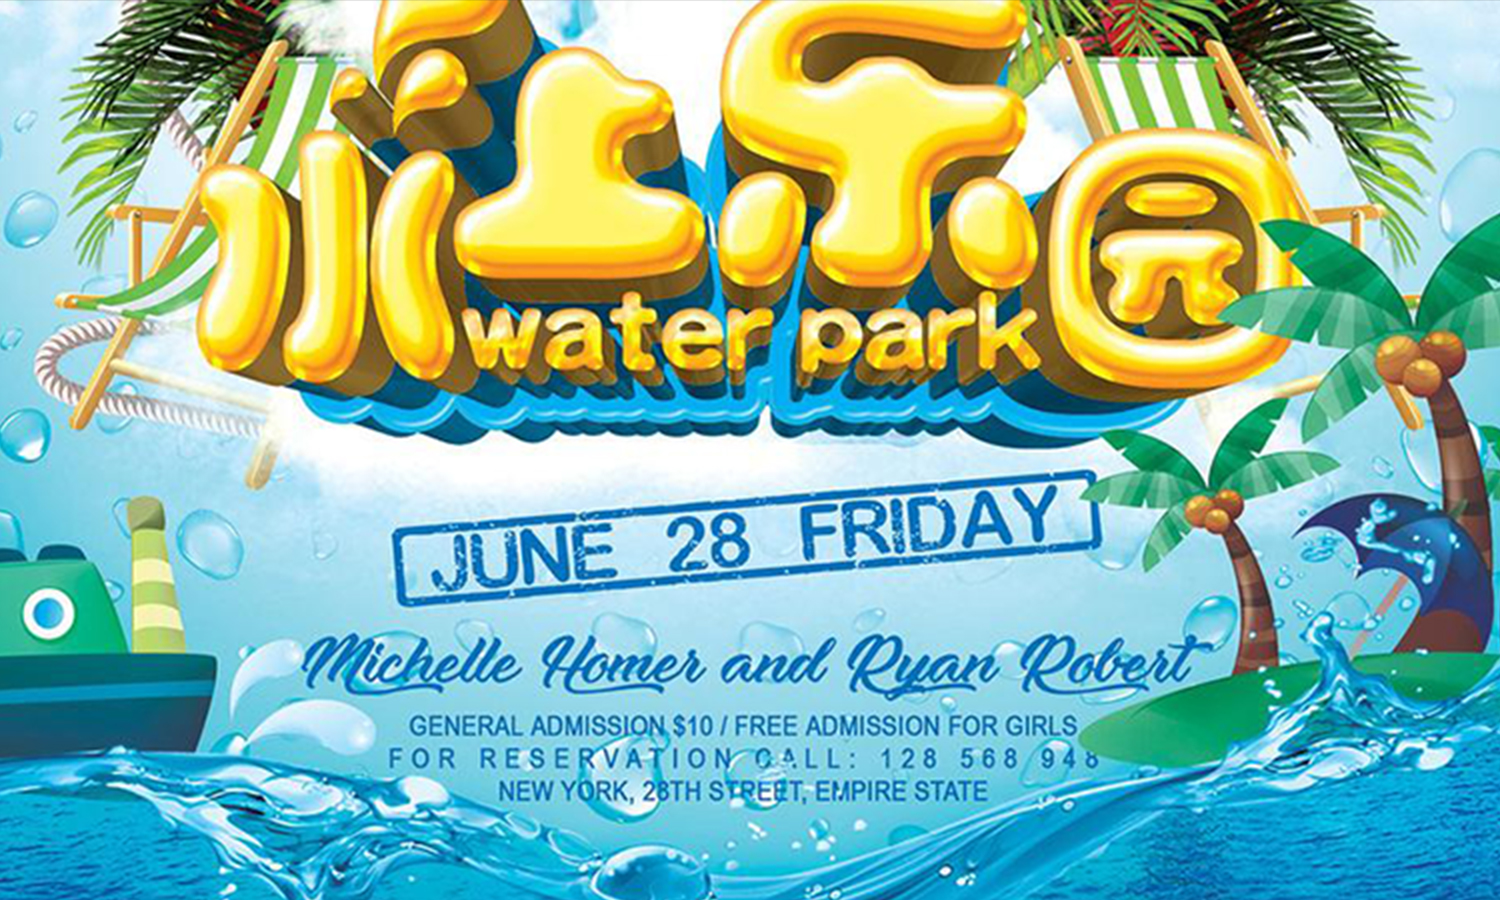 水上乐园
water park
JUNE 28 FRIDAY
Michelle Homer and Ryan Robert
GENERAL ADMISSION $10 / FREE ADMISSION FOR GIRLS
FOR RESERVATION CALL: 128 568 948
NEW YORK, 28TH STREET, EMPIRE STATE